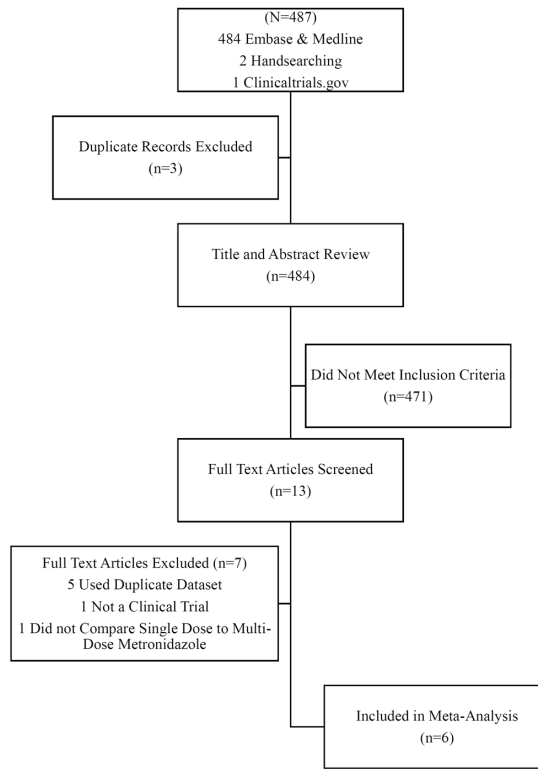 (N=487)
484 Embase & Medline
2 Handsearching
1 Clinicaltrials.gov
Duplicate Records Excluded
(n=3)
Title and Abstract Review
(n=484)
Did Not Meet Inclusion Criteria
(n=471)
Full Text Articles Screened
(n=13)
Full Text Articles Excluded (n=7)
5 Used Duplicate Dataset
1 Not a Clinical Trial
1 Did not Compare Single Dose to Multi-
Dose Metronidazole
Included in Meta-Analysis
(n=6)